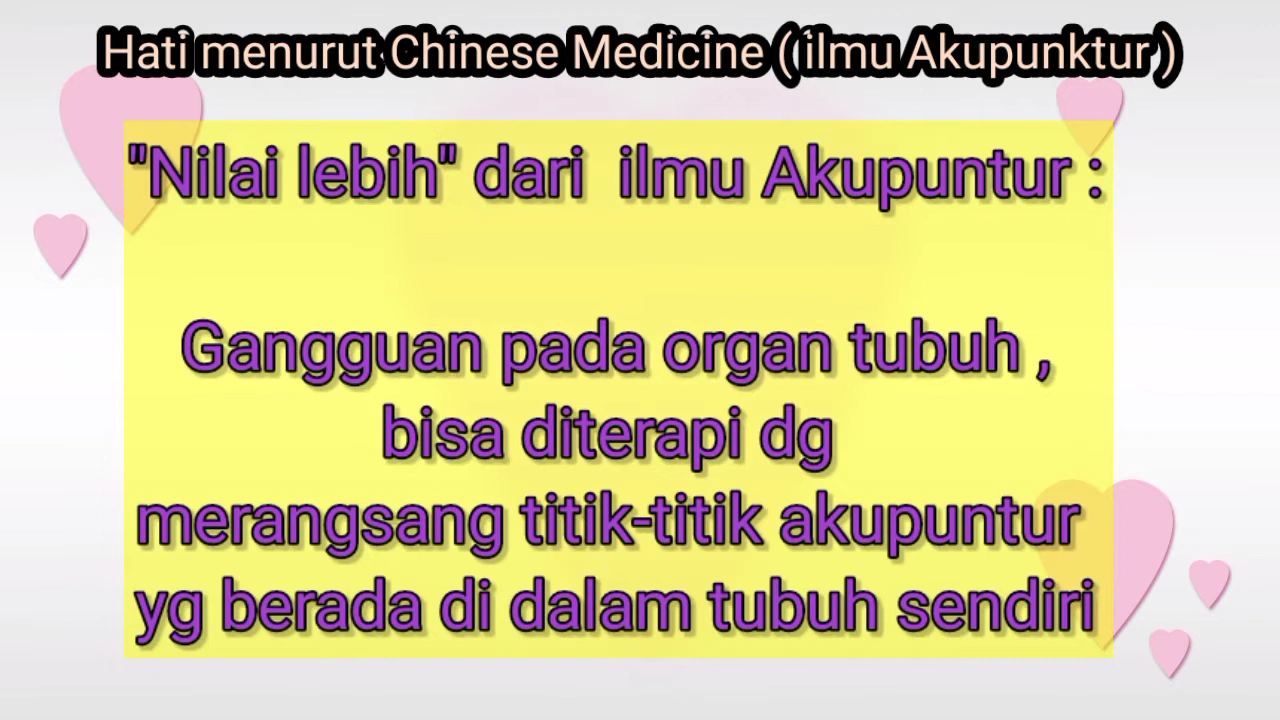 Hati menurut Chinese Medicine ( ilmu Akupunktur )
"Nilai lebih" dari ilmu Akupuntur :
Gangguan pada organ tubuh ,
bisa diterapi dg
merangsang titik-titik akupuntur
yg berada di dalam tubuh sendiri